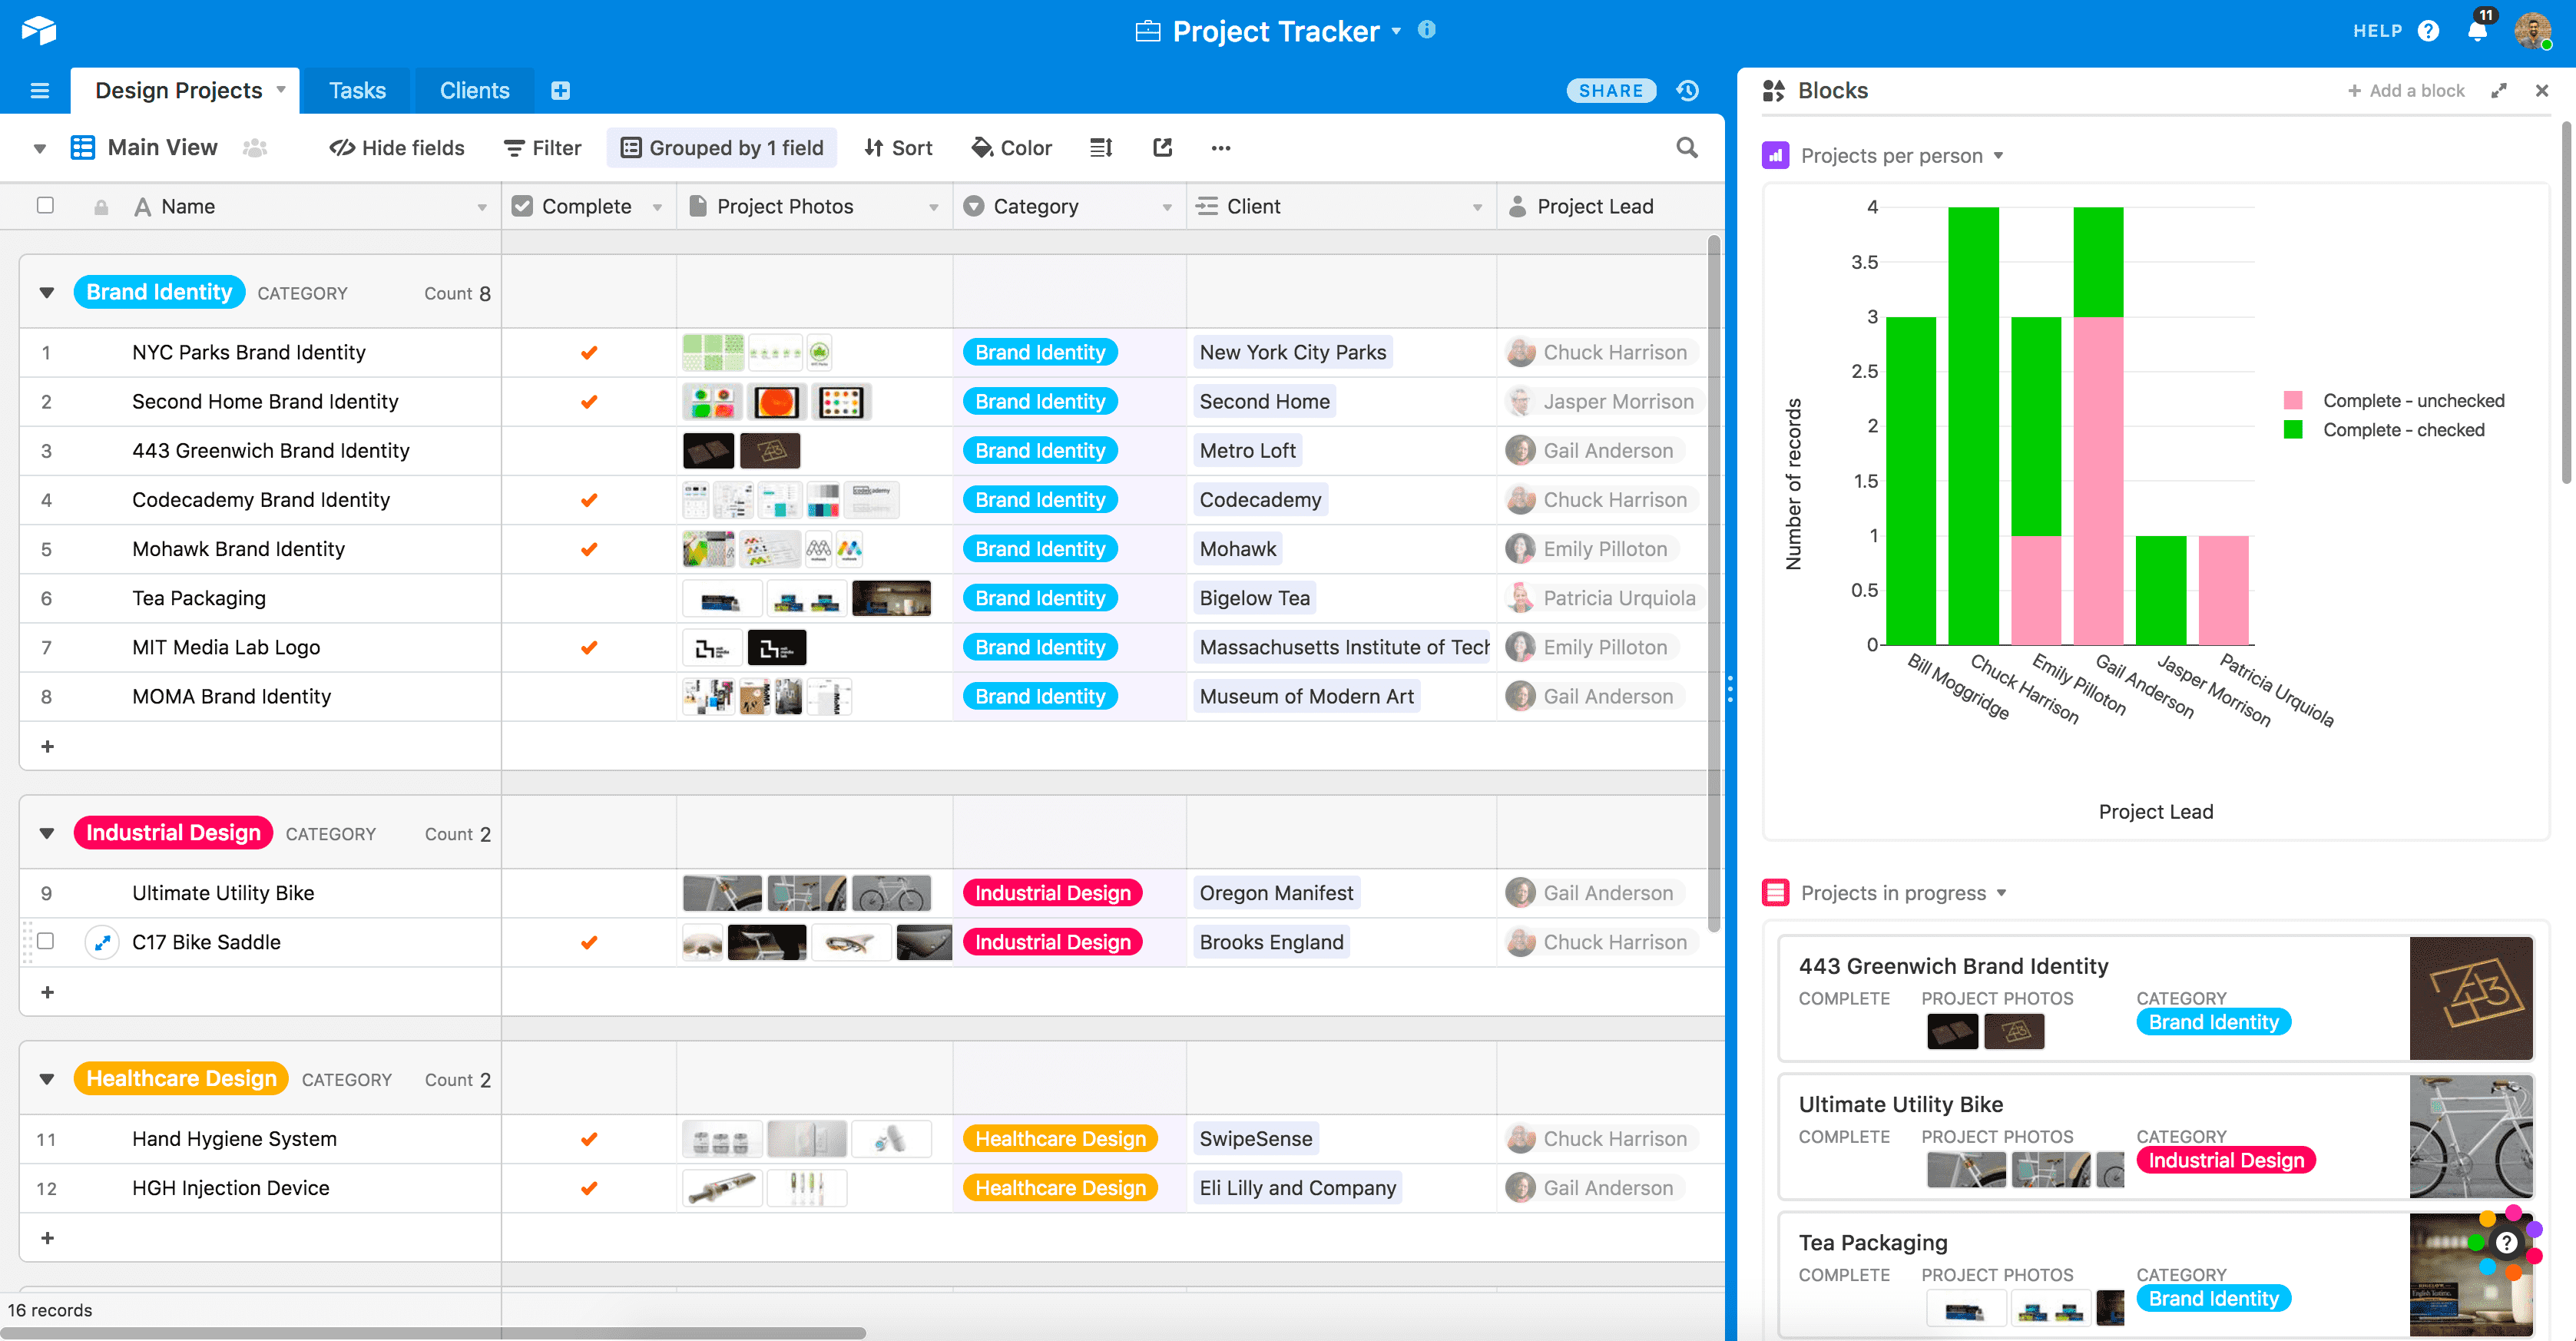 Project Tracker
HELP
11
Design Projects
Tasks
Clients
SHARE
Main View
Hide fields
Filter
Grouped by 1 field
Sort
Color
Name
Complete
Project Photos
Category
Client
Project Lead
Brand Identity CATEGORY Count 8
1 NYC Parks Brand Identity Brand Identity New York City Parks Chuck Harrison
2 Second Home Brand Identity Brand Identity Second Home Jasper Morrison
3 443 Greenwich Brand Identity Brand Identity Metro Loft Gail Anderson
4 Codecademy Brand Identity Brand Identity Codecademy Chuck Harrison
5 Mohawk Brand Identity Brand Identity Mohawk Emily Pilloton
6 Tea Packaging Brand Identity Bigelow Tea Patricia Urquiola
7 MIT Media Lab Logo Brand Identity Massachusetts Institute of Tech Emily Pilloton
8 MOMA Brand Identity Brand Identity Museum of Modern Art Gail Anderson
+
Industrial Design CATEGORY Count 2
9 Ultimate Utility Bike Industrial Design Oregon Manifest Gail Anderson
C17 Bike Saddle Industrial Design Brooks England Chuck Harrison
+
Healthcare Design CATEGORY Count 2
11 Hand Hygiene System Healthcare Design SwipeSense Chuck Harrison
12 HGH Injection Device Healthcare Design Eli Lilly and Company Gail Anderson
+
16 records
Blocks
+ Add a block
Projects per person
4
3.5
3
2.5
2
1.5
1
0.5
0
Number of records
Bill Moggridge
Chuck Harrison
Emily Pilloton
Gail Anderson
Jasper Morrison
Patricia Urquiola
Project Lead
Complete - unchecked
Complete - checked
Projects in progress
443 Greenwich Brand Identity
COMPLETE PROJECT PHOTOS CATEGORY
Brand Identity
443
Ultimate Utility Bike
COMPLETE PROJECT PHOTOS CATEGORY
Industrial Design
Tea Packaging
COMPLETE PROJECT PHOTOS CATEGORY
Brand Identity